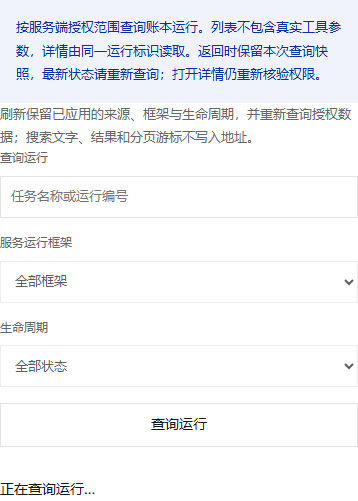 按服务端授权范围查询账本运行。列表不包含真实工具参
数，详情由同一运行标识读取。返回时保留本次查询快
照，最新状态请重新查询；打开详情仍重新核验权限。
刷新保留已应用的来源、框架与生命周期，并重新查询授权数
据；搜索文字、结果和分页游标不写入地址。
查询运行
任务名称或运行编号
服务运行框架
全部框架
生命周期
全部状态
查询运行
正在查询运行...